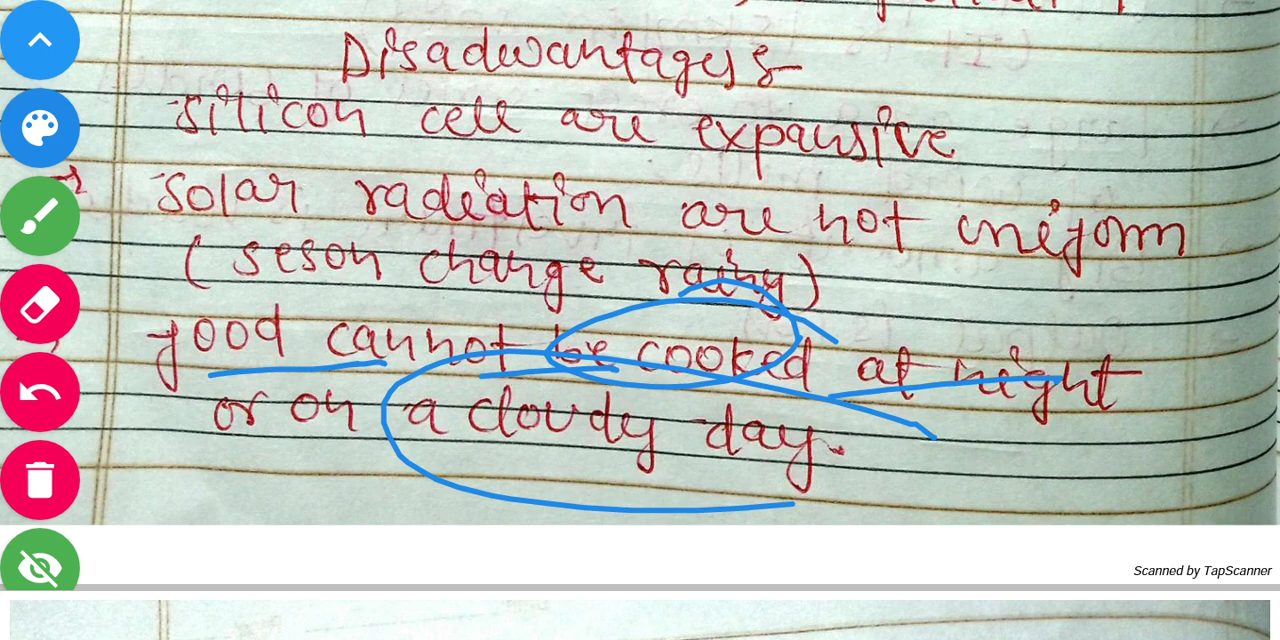 Disadvantages :-
silicon cell are expansive
→ solar radiation are not uniform
( seson change rainy)
→ food cannot be cooked at night
or on a cloudy day.
Scanned by TapScanner